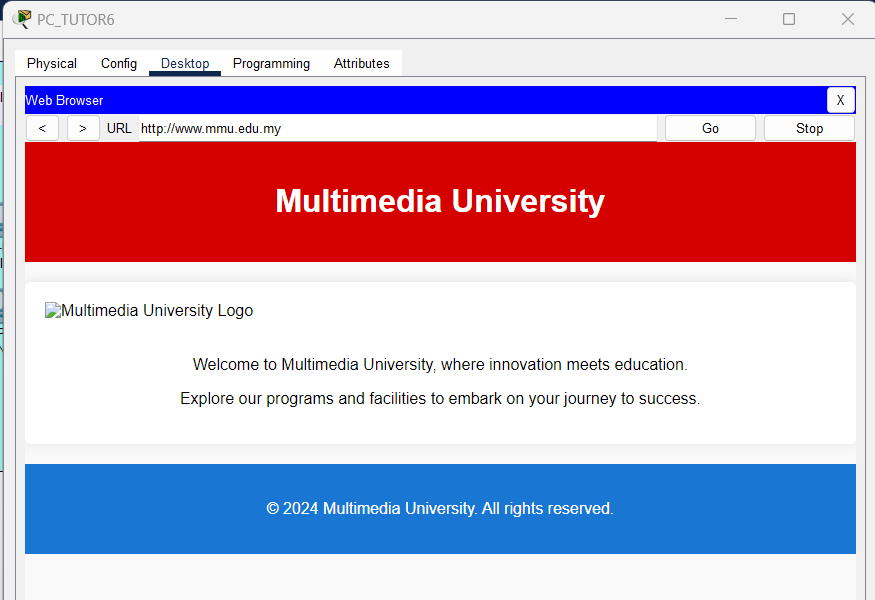 PC_TUTOR6
Physical Config Desktop Programming Attributes
Web Browser X
< > URL http://www.mmu.edu.my Go Stop
Multimedia University
Multimedia University Logo
Welcome to Multimedia University, where innovation meets education.
Explore our programs and facilities to embark on your journey to success.
© 2024 Multimedia University. All rights reserved.